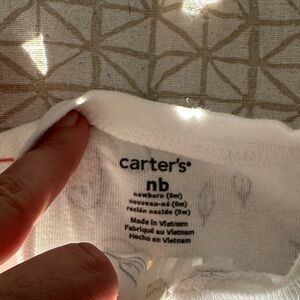 carter's®
nb
newborn (0m)
nouveau-né (0m)
recién nacido (0m)
Made in Vietnam
Fabriqué au Vietnam
Hecho en Vietnam